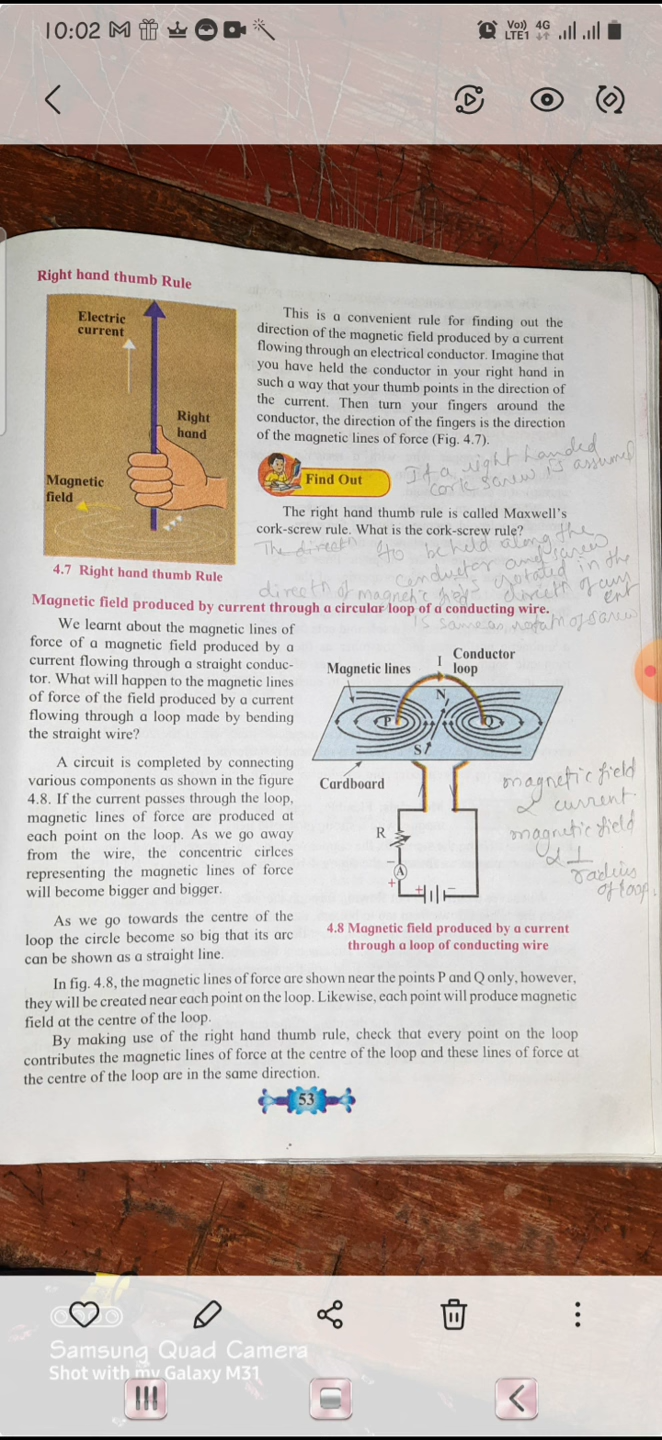 10:02
Vo))
LTE1
4G
Right hand thumb Rule
Electric
current
Right
hand
Magnetic
field
4.7 Right hand thumb Rule
This is a convenient rule for finding out the
direction of the magnetic field produced by a current
flowing through an electrical conductor. Imagine that
you have held the conductor in your right hand in
such a way that your thumb points in the direction of
the current. Then turn your fingers around the
conductor, the direction of the fingers is the direction
of the magnetic lines of force (Fig. 4.7).
Find Out
If a right handed
cork screw is assumed
The right hand thumb rule is called Maxwell's
cork-screw rule. What is the cork-screw rule?
The directn to be held along the
conductor and screw
is rotated in the
directn of magnetic
directn of curr
ent
is same as rotatn of screw
Magnetic field produced by current through a circular loop of a conducting wire.
We learnt about the magnetic lines of
force of a magnetic field produced by a
current flowing through a straight conduc-
tor. What will happen to the magnetic lines
of force of the field produced by a current
flowing through a loop made by bending
the straight wire?
A circuit is completed by connecting
various components as shown in the figure
4.8. If the current passes through the loop,
magnetic lines of force are produced at
each point on the loop. As we go away
from the wire, the concentric cirlces
representing the magnetic lines of force
will become bigger and bigger.
As we go towards the centre of the
loop the circle become so big that its arc
can be shown as a straight line.
Magnetic lines
I
Conductor
loop
N
P
Q
S
Cardboard
R
A
+
−
+
−
magnetic field
∝ current
magnetic field
∝ 1
radius
of loop.
4.8 Magnetic field produced by a current
through a loop of conducting wire
In fig. 4.8, the magnetic lines of force are shown near the points P and Q only, however,
they will be created near each point on the loop. Likewise, each point will produce magnetic
field at the centre of the loop.
By making use of the right hand thumb rule, check that every point on the loop
contributes the magnetic lines of force at the centre of the loop and these lines of force at
the centre of the loop are in the same direction.
53
Samsung Quad Camera
Shot with my Galaxy M31